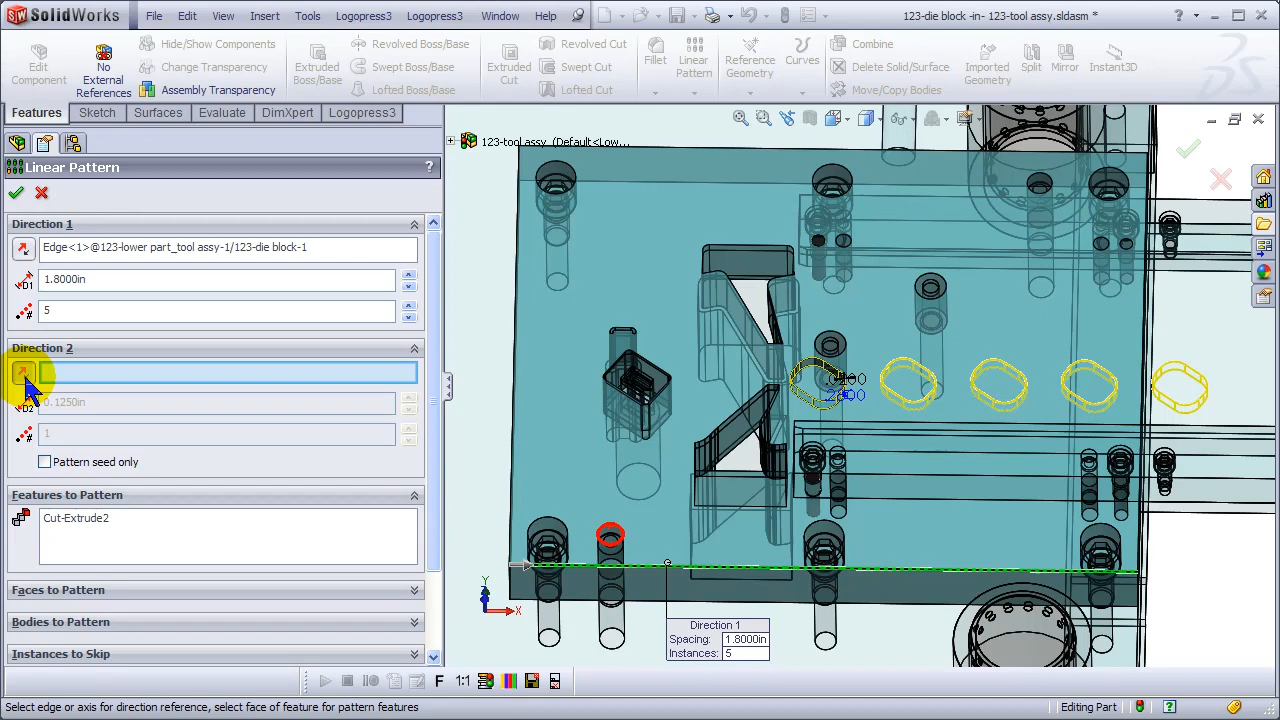 SolidWorks File Edit View Insert Tools Logopress3 Logopress3 Window Help 123-die block -in- 123-tool assy.sldasm *
Edit Component
No External References
Hide/Show Components
Change Transparency
Assembly Transparency
Extruded Boss/Base
Revolved Boss/Base
Swept Boss/Base
Lofted Boss/Base
Extruded Cut
Revolved Cut
Swept Cut
Lofted Cut
Fillet
Linear Pattern
Reference Geometry
Curves
Combine
Delete Solid/Surface
Move/Copy Bodies
Imported Geometry
Split
Mirror
Instant3D
Features Sketch Surfaces Evaluate DimXpert Logopress3
123-tool assy (Default<Low...
Linear Pattern ?
Direction 1
Edge<1>@123-lower part_tool assy-1/123-die block-1
D1 1.8000in
# 5
Direction 2
D2 0.1250in
# 1
Pattern seed only
Features to Pattern
Cut-Extrude2
Faces to Pattern
Bodies to Pattern
Instances to Skip
Y
X
Direction 1
Spacing: 1.8000in
Instances: 5
F 1:1
Select edge or axis for direction reference, select face of feature for pattern features Editing Part